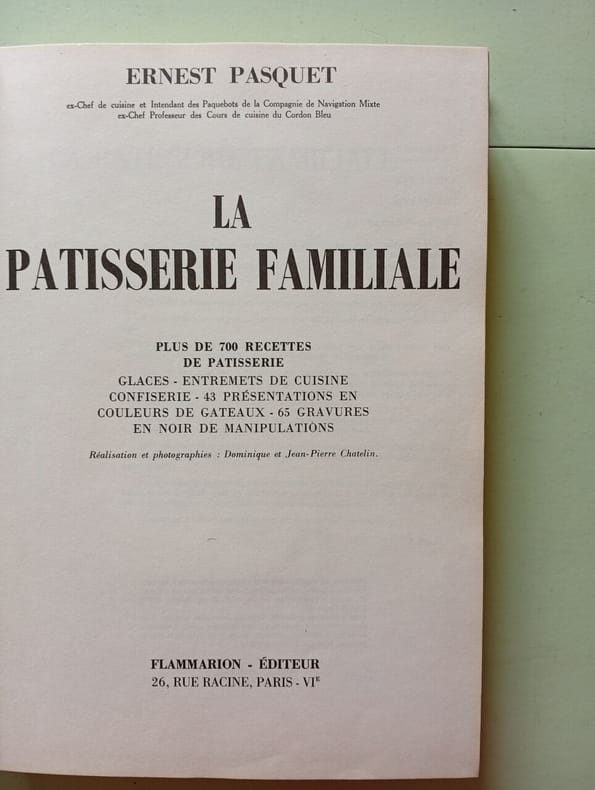 ERNEST PASQUET
ex-Chef de cuisine et Intendant des Paquebots de la Compagnie de Navigation Mixte
ex-Chef Professeur des Cours de cuisine du Cordon Bleu
LA
PATISSERIE FAMILIALE
PLUS DE 700 RECETTES
DE PATISSERIE
GLACES - ENTREMETS DE CUISINE
CONFISERIE - 43 PRÉSENTATIONS EN
COULEURS DE GATEAUX - 65 GRAVURES
EN NOIR DE MANIPULATIONS
Réalisation et photographies : Dominique et Jean-Pierre Chatelin.
FLAMMARION - ÉDITEUR
26, RUE RACINE, PARIS - VIE